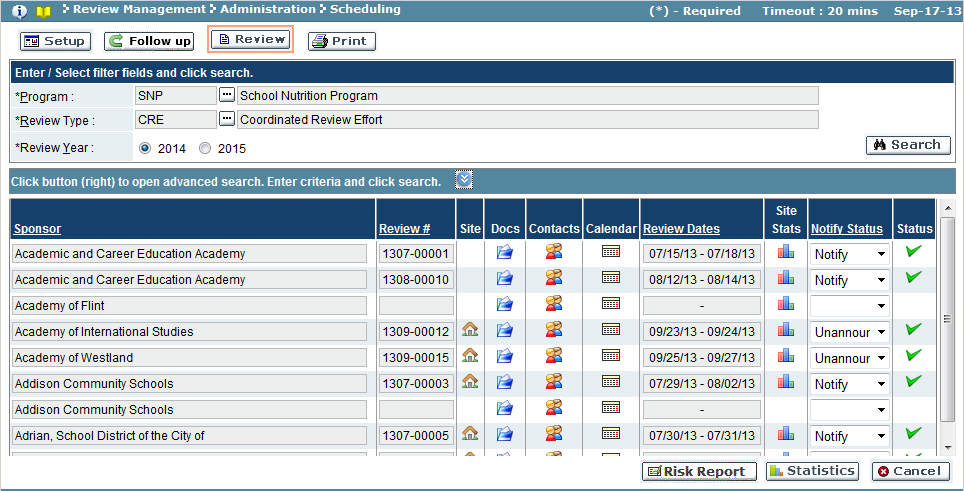 Review Management Administration Scheduling (*) - Required Timeout : 20 mins Sep-17-13
Setup Follow up Review Print
Enter / Select filter fields and click search.
*Program : SNP ... School Nutrition Program
*Review Type : CRE ... Coordinated Review Effort
*Review Year : 2014 2015 Search
Click button (right) to open advanced search. Enter criteria and click search.
Sponsor Review # Site Docs Contacts Calendar Review Dates Site Stats Notify Status Status
Academic and Career Education Academy 1307-00001 07/15/13 - 07/18/13 Notify
Academic and Career Education Academy 1308-00010 08/12/13 - 08/14/13 Notify
Academy of Flint -
Academy of International Studies 1309-00012 09/23/13 - 09/24/13 Unannour
Academy of Westland 1309-00015 09/25/13 - 09/27/13 Unannour
Addison Community Schools 1307-00003 07/29/13 - 08/02/13 Notify
Addison Community Schools -
Adrian, School District of the City of 1307-00005 07/30/13 - 07/31/13 Notify
Risk Report Statistics Cancel